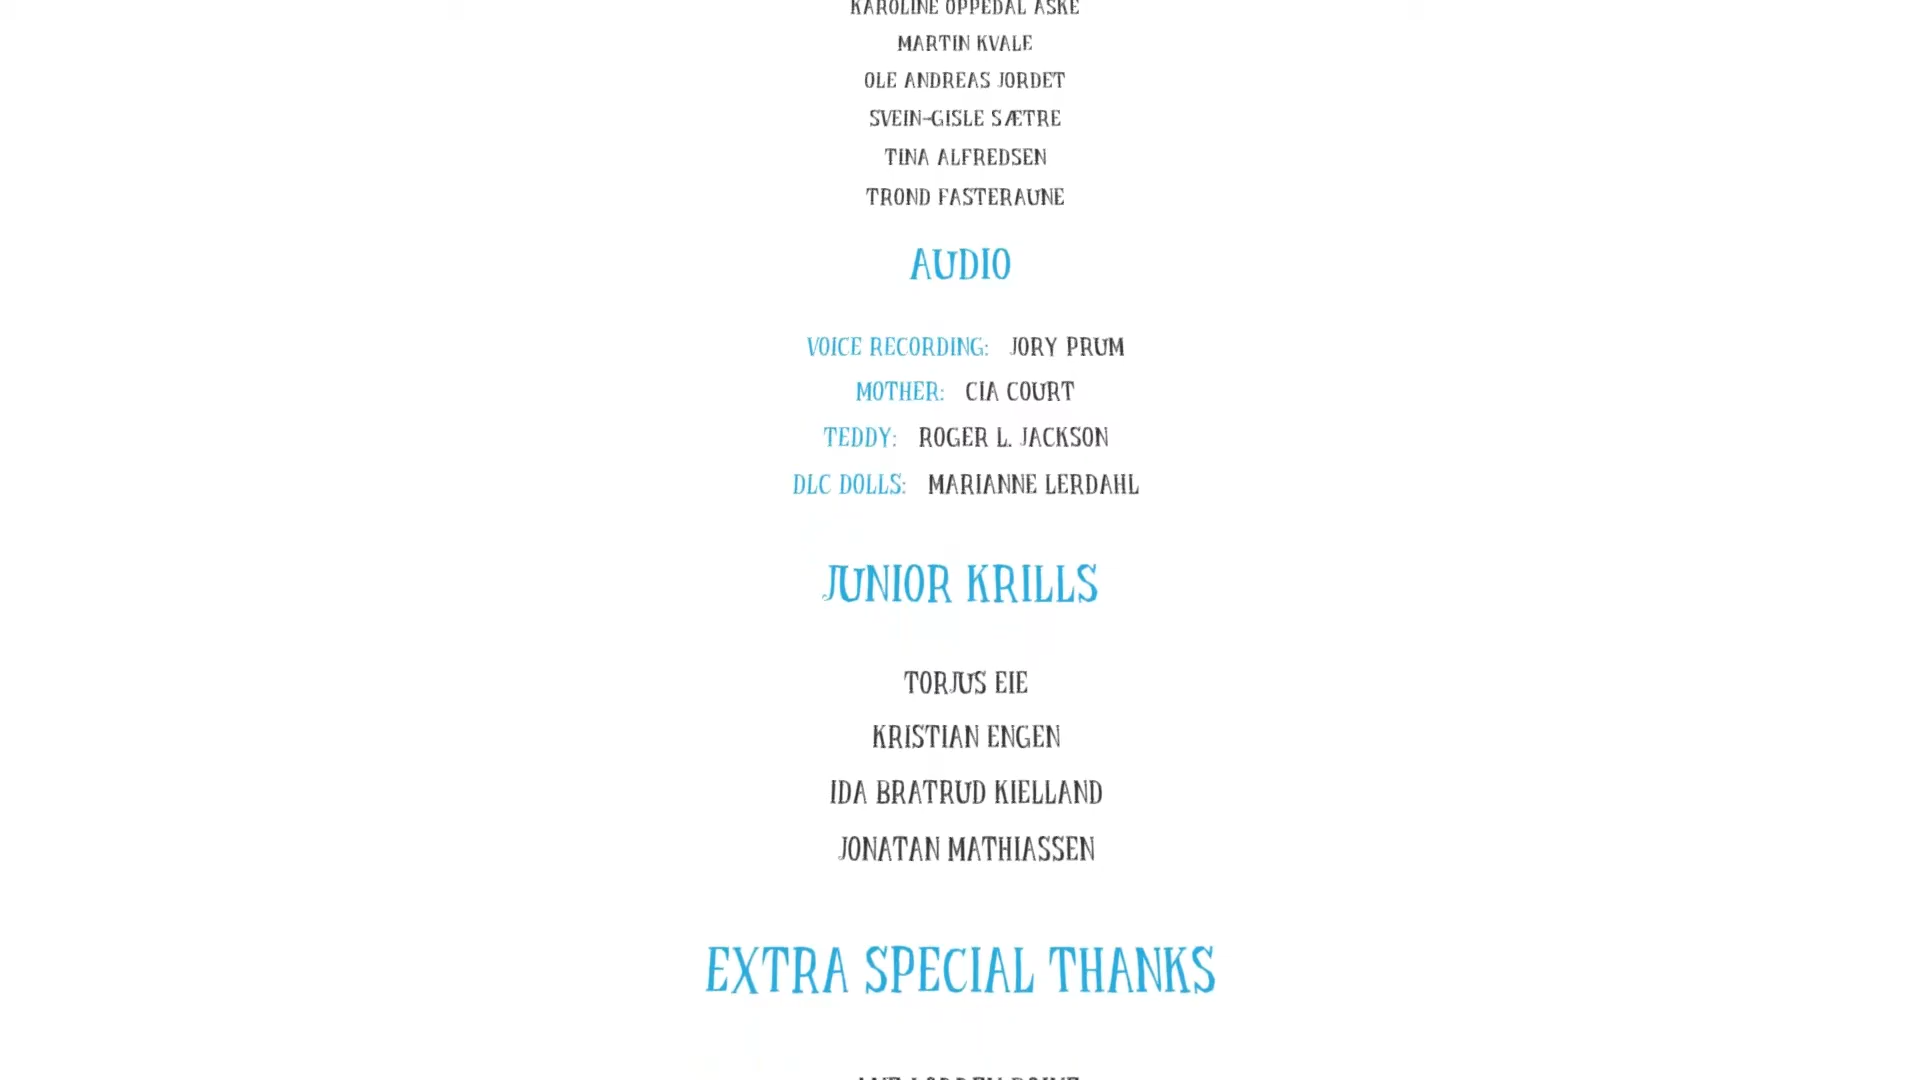 KAROLINE OPPEDAL ASKE
MARTIN KVALE
OLE ANDREAS JORDET
SVEIN-GISLE SÆTRE
TINA ALFREDSEN
TROND FASTERAUNE
AUDIO
VOICE RECORDING: JORY PRUM
MOTHER: CIA COURT
TEDDY: ROGER L. JACKSON
DLC DOLLS: MARIANNE LERDAHL
JUNIOR KRILLS
TORJUS EIE
KRISTIAN ENGEN
IDA BRATRUD KIELLAND
JONATAN MATHIASSEN
EXTRA SPECIAL THANKS